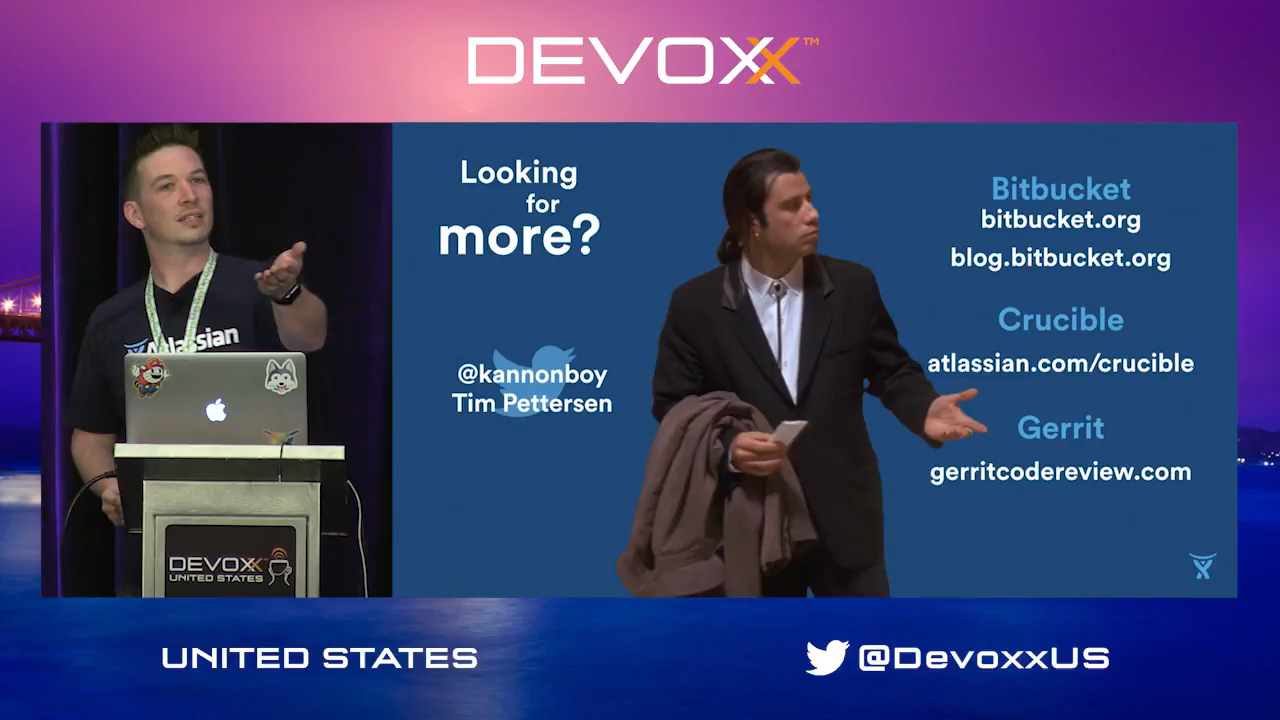 DEVOXX™
Looking
for
more?
@kannonboy
Tim Pettersen
Bitbucket
bitbucket.org
blog.bitbucket.org
Crucible
atlassian.com/crucible
Gerrit
gerritcodereview.com
Atlassian
DEVOXX
UNITED STATES
UNITED STATES
@DevoxxUS